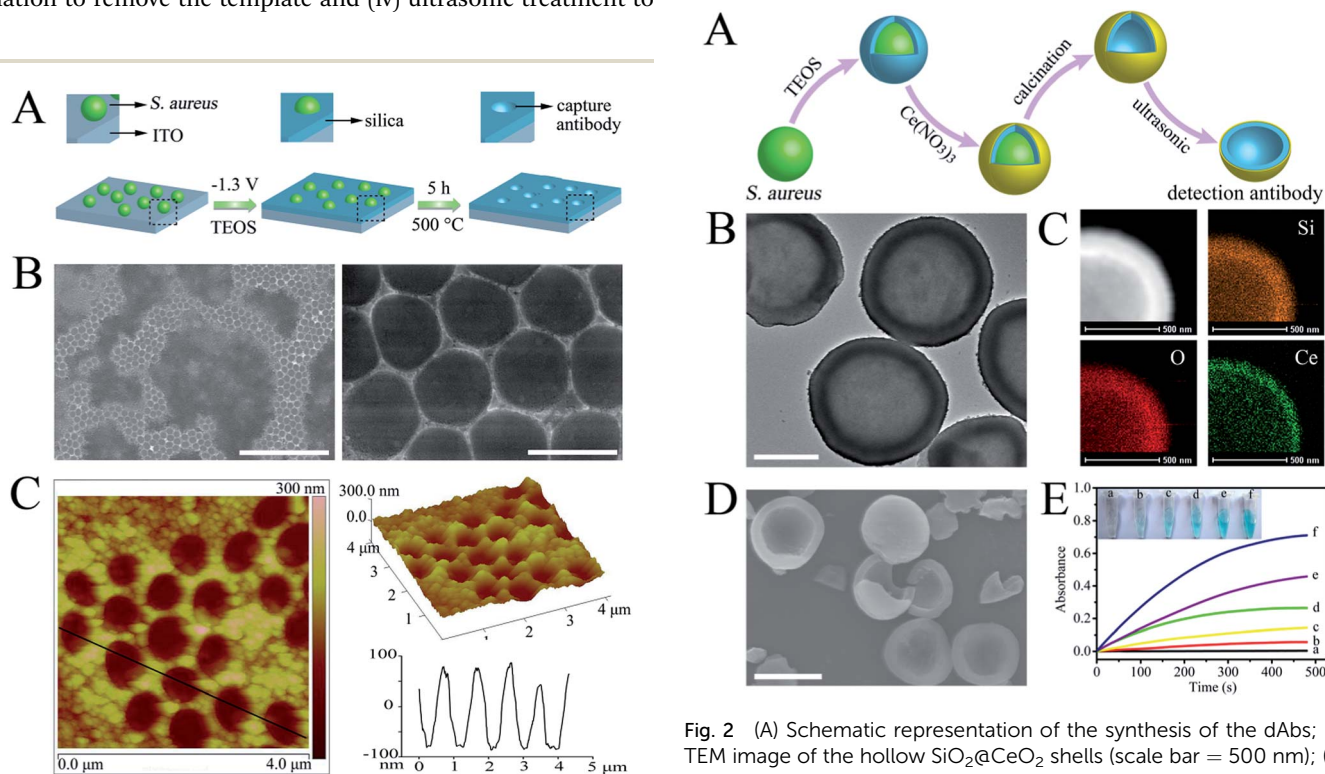 nation to remove the template and (iv) ultrasonic treatment to
A
S. aureus
ITO
silica
capture
antibody
-1.3 V
TEOS
5 h
500 °C
B
C
300 nm
0.0 μm
4.0 μm
300.0 nm
0.0
4 μm
3
2
1
1
2
3
4 μm
100
0
-100
nm
0 1 2 3 4 5 μm
A
TEOS
Ce(NO3)3
calcination
ultrasonic
S. aureus
detection antibody
B
C
Si
500 nm
500 nm
O
Ce
500 nm
500 nm
D
E
1.0
0.8
0.6
0.4
0.2
0.0
Absorbance
a b c d e f
f
e
d
c
b
a
0 100 200 300 400 500
Time (s)
Fig. 2 (A) Schematic representation of the synthesis of the dAbs;
TEM image of the hollow SiO2@CeO2 shells (scale bar = 500 nm); (